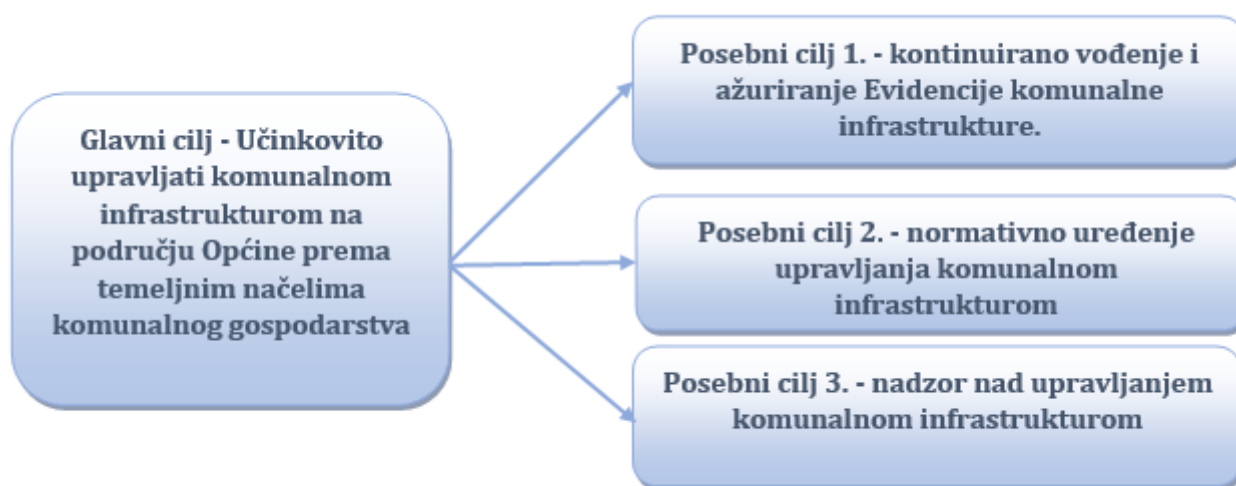 Glavni cilj - Učinkovito
upravljati komunalnom
infrastrukturom na
području Općine prema
temeljnim načelima
komunalnog gospodarstva
Posebni cilj 1. - kontinuirano vođenje i
ažuriranje Evidencije komunalne
infrastrukture.
Posebni cilj 2. - normativno uređenje
upravljanja komunalnom
infrastrukturom
Posebni cilj 3. - nadzor nad upravljanjem
komunalnom infrastrukturom